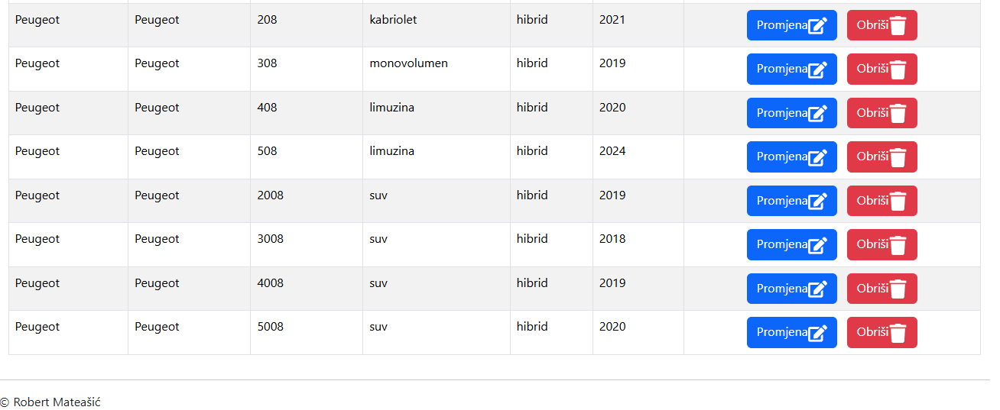 Peugeot Peugeot 208 kabriolet hibrid 2021 Promjena Obriši
Peugeot Peugeot 308 monovolumen hibrid 2019 Promjena Obriši
Peugeot Peugeot 408 limuzina hibrid 2020 Promjena Obriši
Peugeot Peugeot 508 limuzina hibrid 2024 Promjena Obriši
Peugeot Peugeot 2008 suv hibrid 2019 Promjena Obriši
Peugeot Peugeot 3008 suv hibrid 2018 Promjena Obriši
Peugeot Peugeot 4008 suv hibrid 2019 Promjena Obriši
Peugeot Peugeot 5008 suv hibrid 2020 Promjena Obriši
© Robert Mateašić